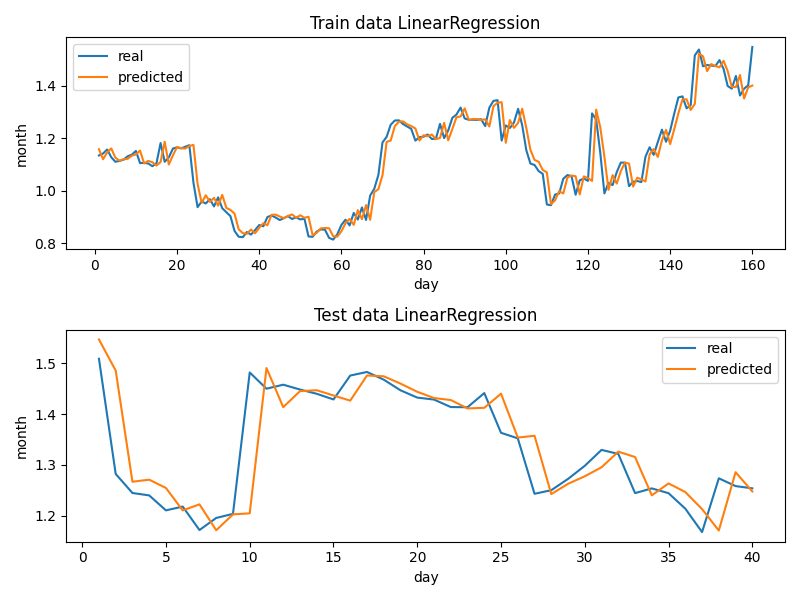 Train data LinearRegression
real
predicted
month
1.4
1.2
1.0
0.8
0 20 40 60 80 100 120 140 160
day
Test data LinearRegression
real
predicted
month
1.5
1.4
1.3
1.2
0 5 10 15 20 25 30 35 40
day